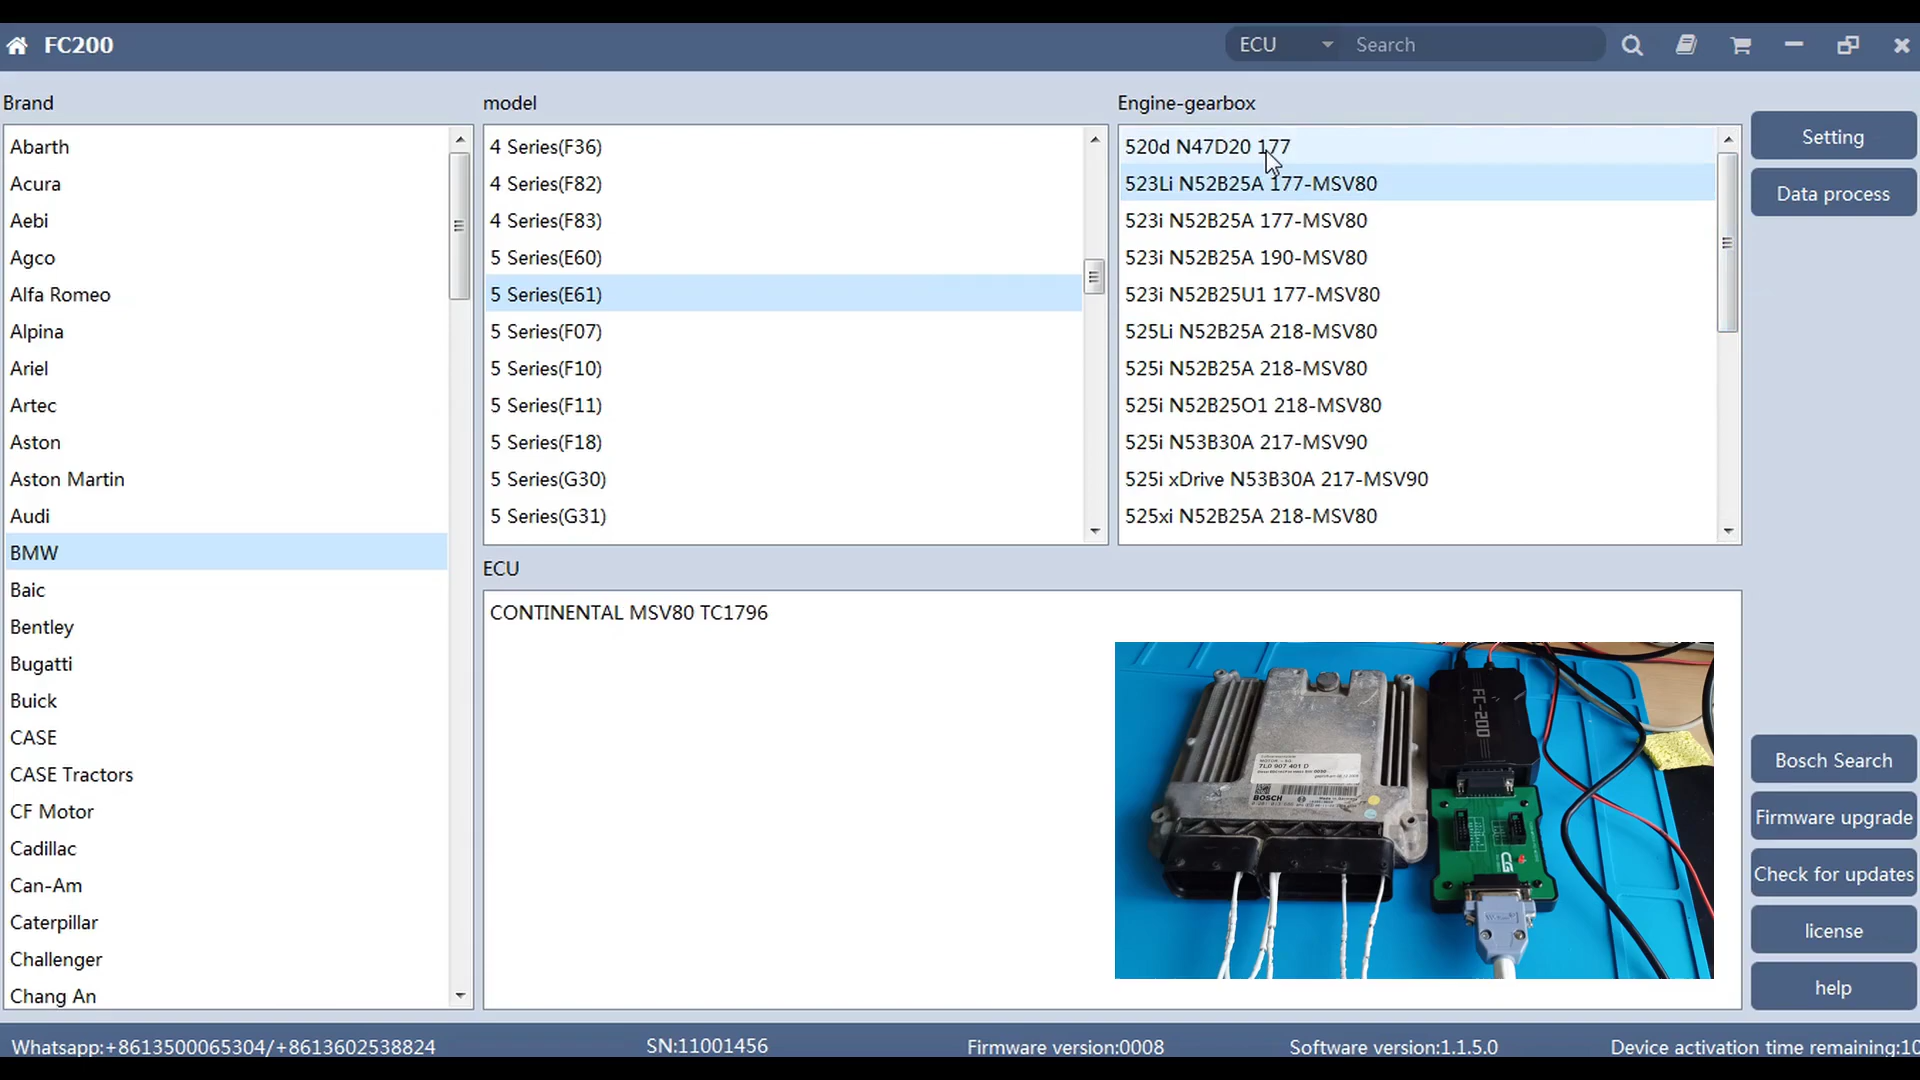 FC200
ECU
Search
Brand
model
Engine-gearbox
Abarth
Acura
Aebi
Agco
Alfa Romeo
Alpina
Ariel
Artec
Aston
Aston Martin
Audi
BMW
Baic
Bentley
Bugatti
Buick
CASE
CASE Tractors
CF Motor
Cadillac
Can-Am
Caterpillar
Challenger
Chang An
4 Series(F36)
4 Series(F82)
4 Series(F83)
5 Series(E60)
5 Series(E61)
5 Series(F07)
5 Series(F10)
5 Series(F11)
5 Series(F18)
5 Series(G30)
5 Series(G31)
520d N47D20 177
523Li N52B25A 177-MSV80
523i N52B25A 177-MSV80
523i N52B25A 190-MSV80
523i N52B25U1 177-MSV80
525Li N52B25A 218-MSV80
525i N52B25A 218-MSV80
525i N52B25O1 218-MSV80
525i N53B30A 217-MSV90
525i xDrive N53B30A 217-MSV90
525xi N52B25A 218-MSV80
ECU
CONTINENTAL MSV80 TC1796
7L0 907 401 D
BOSCH
FC-200
CG
Setting
Data process
Bosch Search
Firmware upgrade
Check for updates
license
help
Whatsapp:+8613500065304/+8613602538824
SN:11001456
Firmware version:0008
Software version:1.1.5.0
Device activation time remaining:10